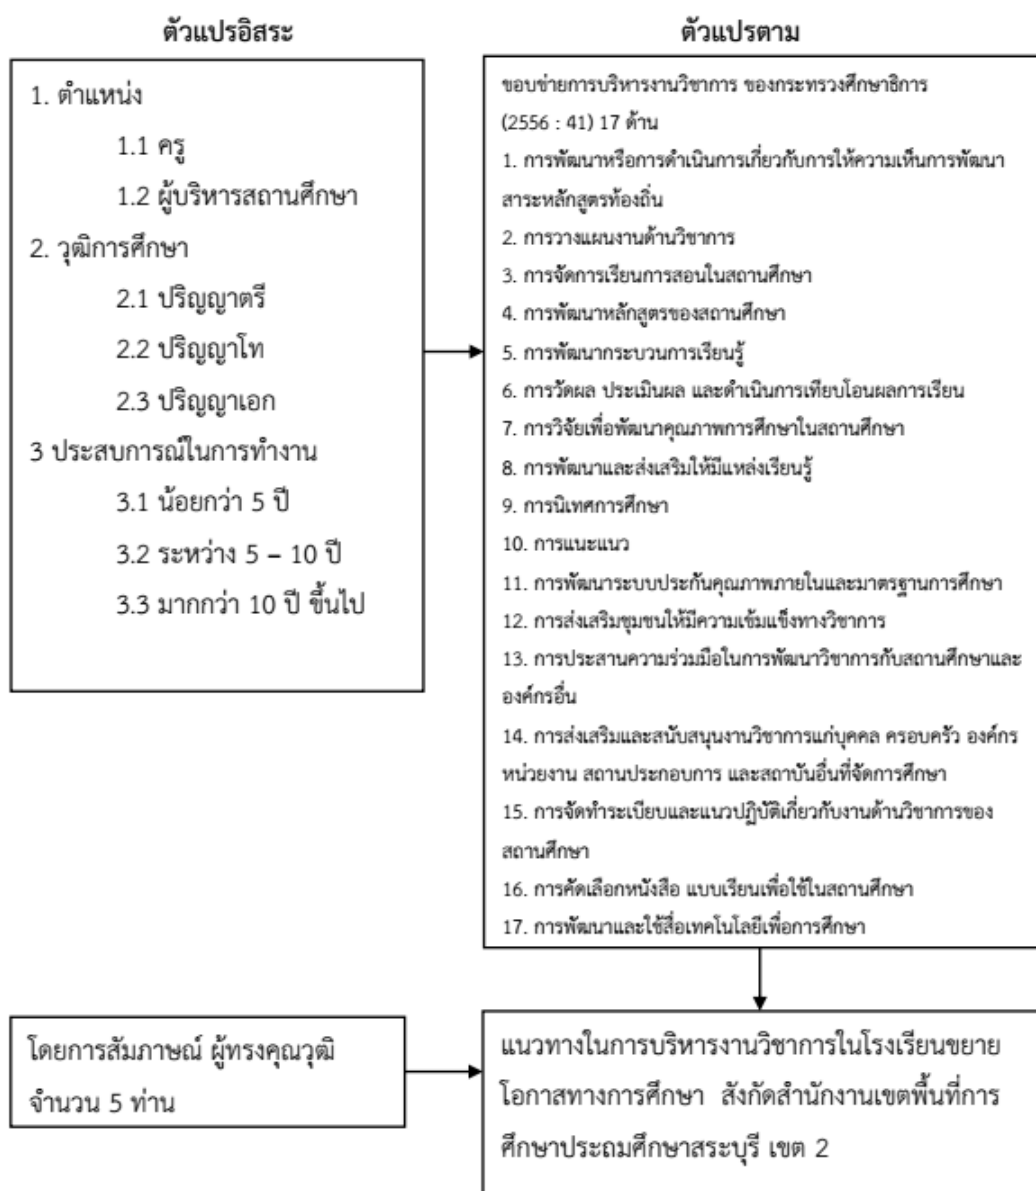 ตัวแปรอิสระ
1. ตำแหน่ง
1.1 ครู
1.2 ผู้บริหารสถานศึกษา
2. วุฒิการศึกษา
2.1 ปริญญาตรี
2.2 ปริญญาโท
2.3 ปริญญาเอก
3 ประสบการณ์ในการทำงาน
3.1 น้อยกว่า 5 ปี
3.2 ระหว่าง 5 – 10 ปี
3.3 มากกว่า 10 ปี ขึ้นไป
ตัวแปรตาม
ขอบข่ายการบริหารงานวิชาการ ของกระทรวงศึกษาธิการ
(2556 : 41) 17 ด้าน
1. การพัฒนาหรือการดำเนินการเกี่ยวกับการให้ความเห็นการพัฒนา
สาระหลักสูตรท้องถิ่น
2. การวางแผนงานด้านวิชาการ
3. การจัดการเรียนการสอนในสถานศึกษา
4. การพัฒนาหลักสูตรของสถานศึกษา
5. การพัฒนากระบวนการเรียนรู้
6. การวัดผล ประเมินผล และดำเนินการเทียบโอนผลการเรียน
7. การวิจัยเพื่อพัฒนาคุณภาพการศึกษาในสถานศึกษา
8. การพัฒนาและส่งเสริมให้มีแหล่งเรียนรู้
9. การนิเทศการศึกษา
10. การแนะแนว
11. การพัฒนาระบบประกันคุณภาพภายในและมาตรฐานการศึกษา
12. การส่งเสริมชุมชนให้มีความเข้มแข็งทางวิชาการ
13. การประสานความร่วมมือในการพัฒนาวิชาการกับสถานศึกษาและ
องค์กรอื่น
14. การส่งเสริมและสนับสนุนงานวิชาการแก่บุคคล ครอบครัว องค์กร
หน่วยงาน สถานประกอบการ และสถาบันอื่นที่จัดการศึกษา
15. การจัดทำระเบียบและแนวปฏิบัติเกี่ยวกับงานด้านวิชาการของ
สถานศึกษา
16. การคัดเลือกหนังสือ แบบเรียนเพื่อใช้ในสถานศึกษา
17. การพัฒนาและใช้สื่อเทคโนโลยีเพื่อการศึกษา
โดยการสัมภาษณ์ ผู้ทรงคุณวุฒิ
จำนวน 5 ท่าน
แนวทางในการบริหารงานวิชาการในโรงเรียนขยาย
โอกาสทางการศึกษา สังกัดสำนักงานเขตพื้นที่การ
ศึกษาประถมศึกษาสระบุรี เขต 2